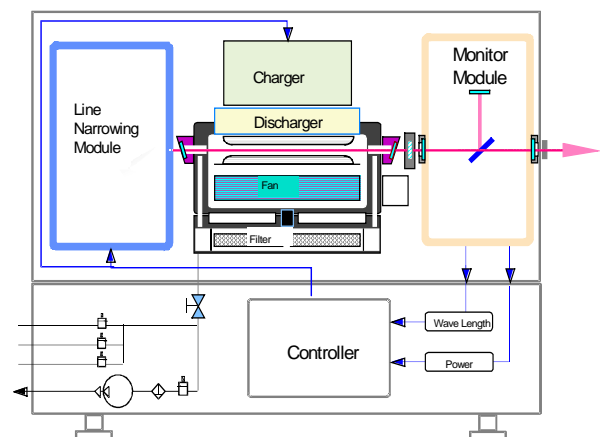 Charger
Monitor
Module
Line
Narrowing
Module
Discharger
Fan
Filter
Controller
Wave Length
Power